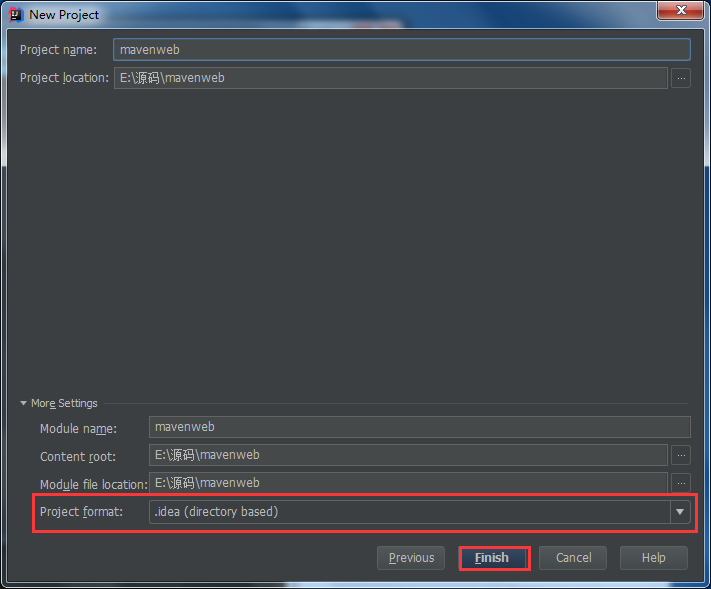 New Project
Project name: mavenweb
Project location: E:\源码\mavenweb ...
More Settings
Module name: mavenweb
Content root: E:\源码\mavenweb ...
Module file location: E:\源码\mavenweb ...
Project format: .idea (directory based)
Previous Finish Cancel Help